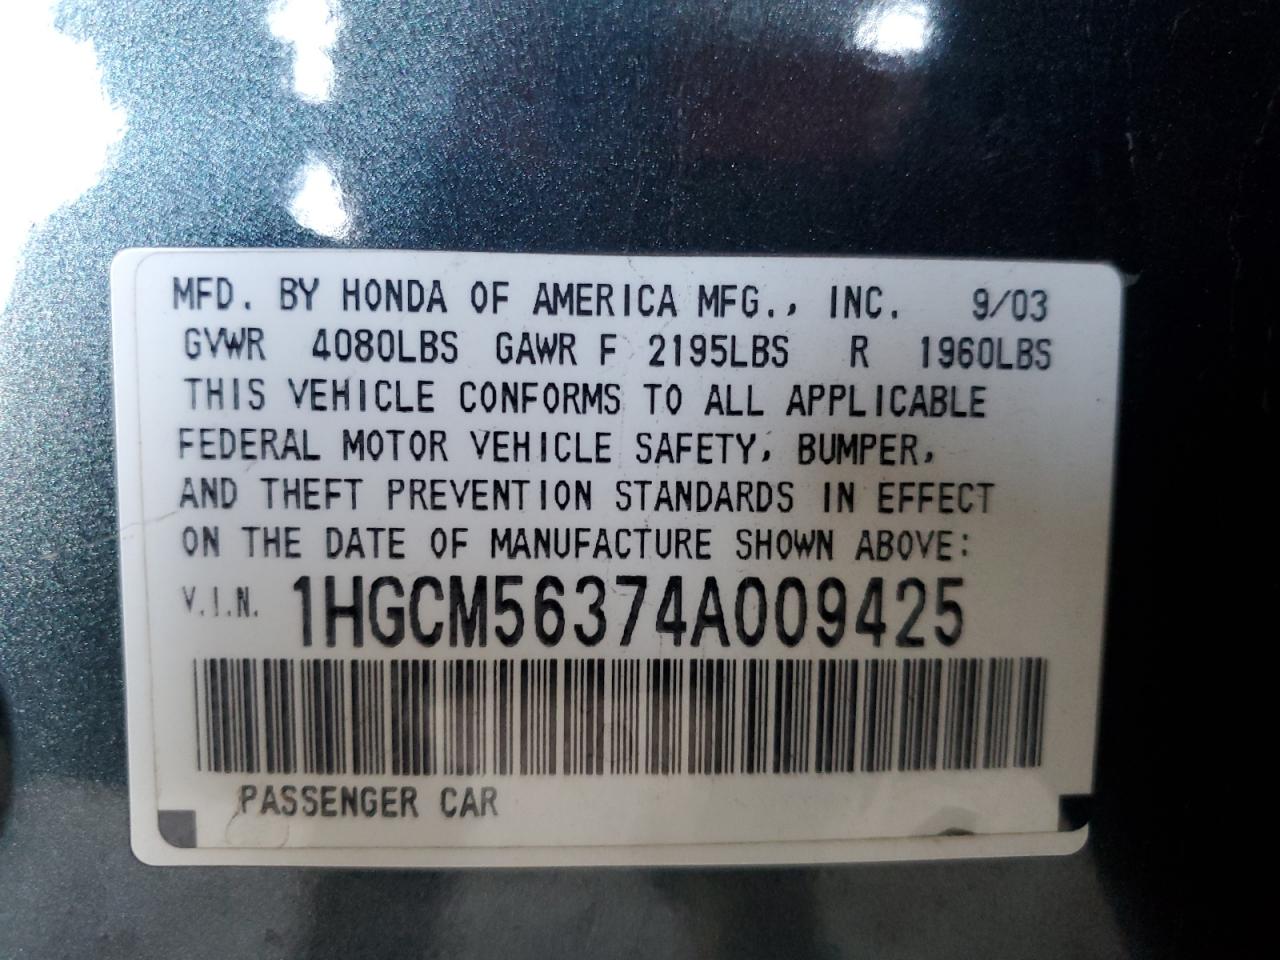 MFD. BY HONDA OF AMERICA MFG., INC. 9/03
GVWR 4080LBS GAWR F 2195LBS R 1960LBS
THIS VEHICLE CONFORMS TO ALL APPLICABLE
FEDERAL MOTOR VEHICLE SAFETY, BUMPER,
AND THEFT PREVENTION STANDARDS IN EFFECT
ON THE DATE OF MANUFACTURE SHOWN ABOVE:
V.I.N. 1HGCM56374A009425
PASSENGER CAR